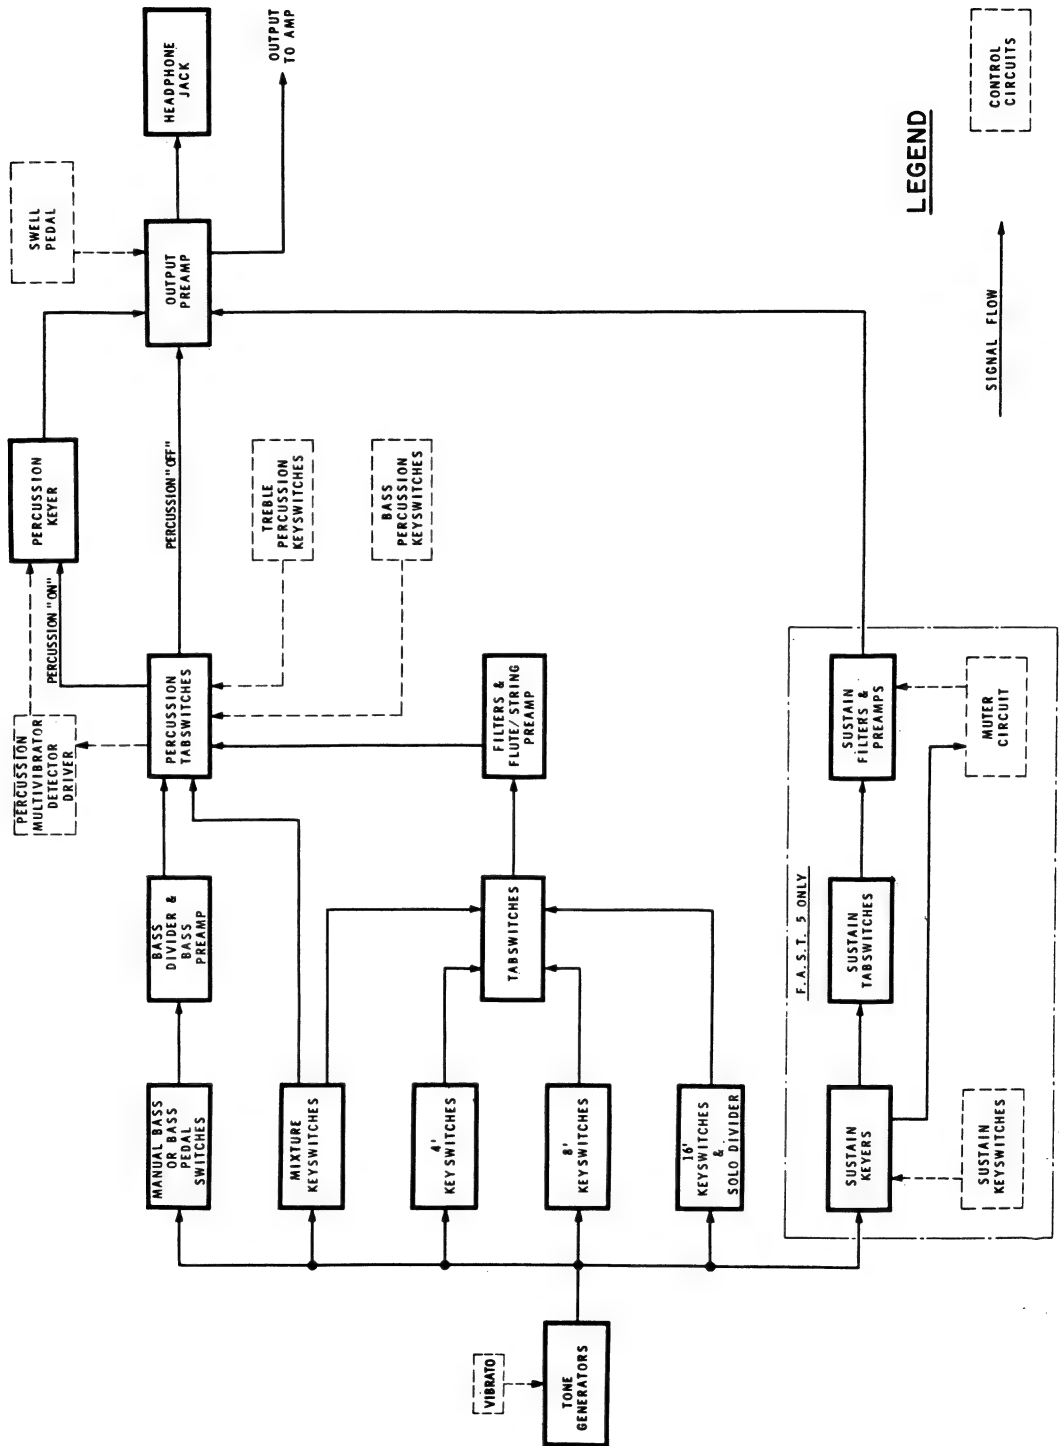 VIBRATO
TONE
GENERATORS
MANUAL BASS
OR BASS
PEDAL
SWITCHES
MIXTURE
KEYSWITCHES
4'
KEYSWITCHES
8'
KEYSWITCHES
16'
KEYSWITCHES
&
SOLO DIVIDER
SUSTAIN
KEYERS
SUSTAIN
KEYSWITCHES
BASS
DIVIDER &
BASS
PREAMP
TABSWITCHES
F.A.S.T. 5 ONLY
SUSTAIN
TABSWITCHES
PERCUSSION
MULTIVIBRATOR
DETECTOR
DRIVER
PERCUSSION
TABSWITCHES
FILTERS &
FLUTE/STRING
PREAMP
SUSTAIN
FILTERS &
PREAMPS
MUTER
CIRCUIT
PERCUSSION "ON"
PERCUSSION "OFF"
PERCUSSION
KEYER
TREBLE
PERCUSSION
KEYSWITCHES
BASS
PERCUSSION
KEYSWITCHES
SWELL
PEDAL
OUTPUT
PREAMP
HEADPHONE
JACK
OUTPUT
TO AMP
LEGEND
SIGNAL FLOW
CONTROL
CIRCUITS